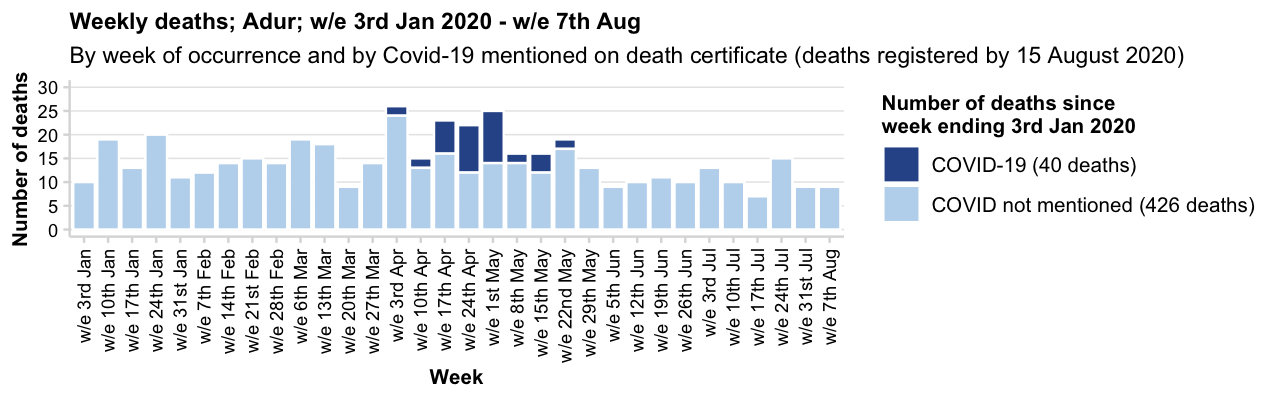 Weekly deaths; Adur; w/e 3rd Jan 2020 - w/e 7th Aug
By week of occurrence and by Covid-19 mentioned on death certificate (deaths registered by 15 August 2020)
Number of deaths
30
25
20
15
10
5
0
w/e 3rd Jan
w/e 10th Jan
w/e 17th Jan
w/e 24th Jan
w/e 31st Jan
w/e 7th Feb
w/e 14th Feb
w/e 21st Feb
w/e 28th Feb
w/e 6th Mar
w/e 13th Mar
w/e 20th Mar
w/e 27th Mar
w/e 3rd Apr
w/e 10th Apr
w/e 17th Apr
w/e 24th Apr
w/e 1st May
w/e 8th May
w/e 15th May
w/e 22nd May
w/e 29th May
w/e 5th Jun
w/e 12th Jun
w/e 19th Jun
w/e 26th Jun
w/e 3rd Jul
w/e 10th Jul
w/e 17th Jul
w/e 24th Jul
w/e 31st Jul
w/e 7th Aug
Week
Number of deaths since
week ending 3rd Jan 2020
COVID-19 (40 deaths)
COVID not mentioned (426 deaths)